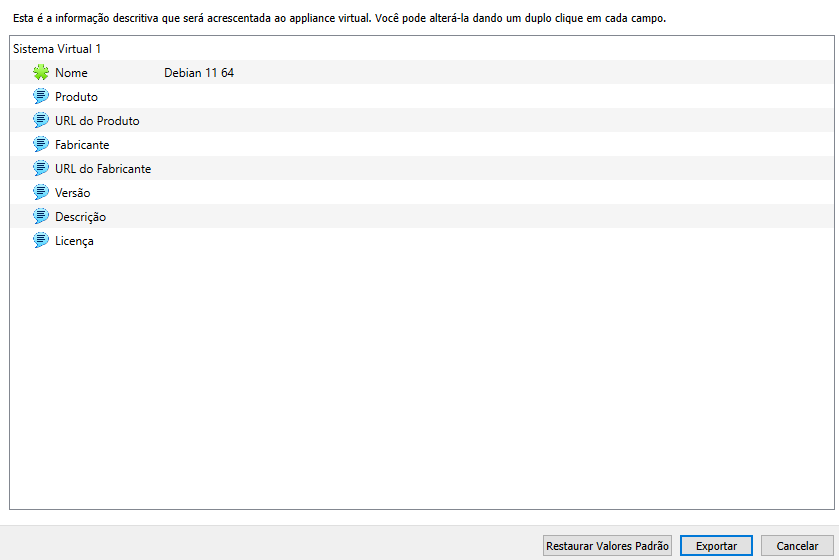 Esta é a informação descritiva que será acrescentada ao appliance virtual. Você pode alterá-la dando um duplo clique em cada campo.
Sistema Virtual 1
Nome Debian 11 64
Produto
URL do Produto
Fabricante
URL do Fabricante
Versão
Descrição
Licença
Restaurar Valores Padrão Exportar Cancelar